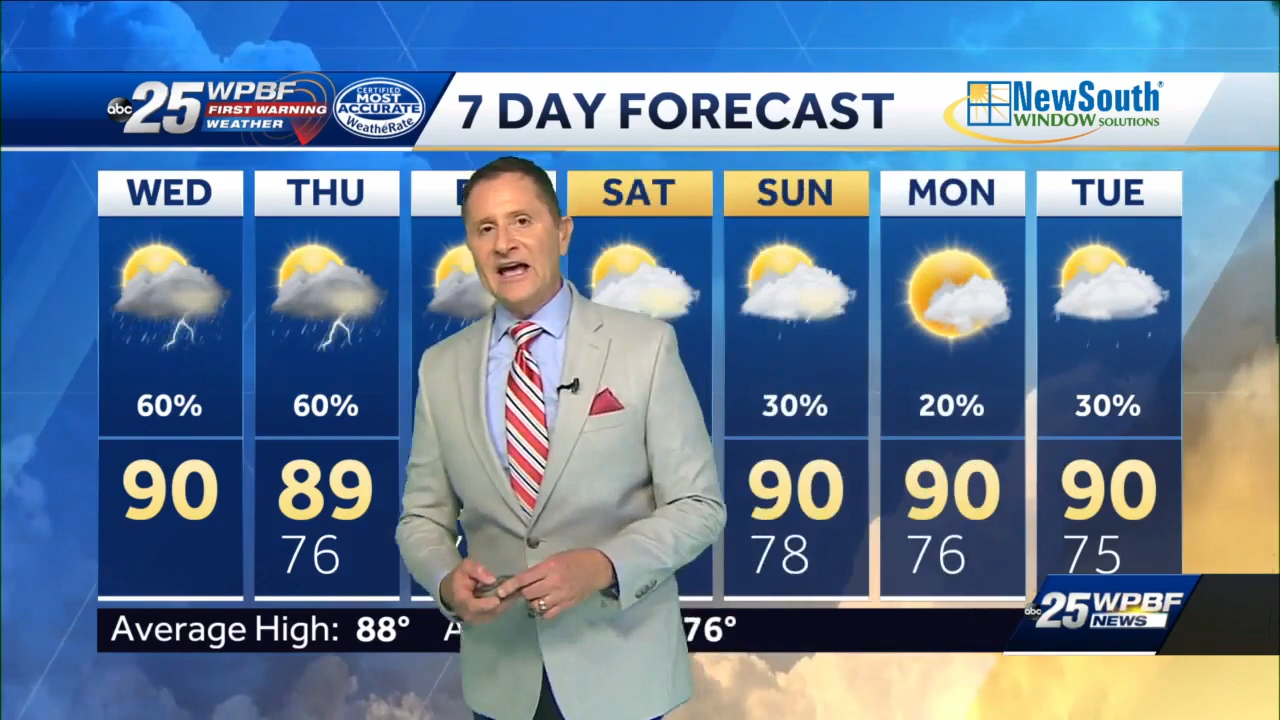 abc 25 WPBF FIRST WARNING WEATHER
CERTIFIED MOST ACCURATE WeatheRate
7 DAY FORECAST
NewSouth WINDOW SOLUTIONS
WED THU SAT SUN MON TUE
60% 60% 30% 20% 30%
90 89 90 90 90
76 78 76 75
Average High: 88° 76°
abc 25 WPBF NEWS